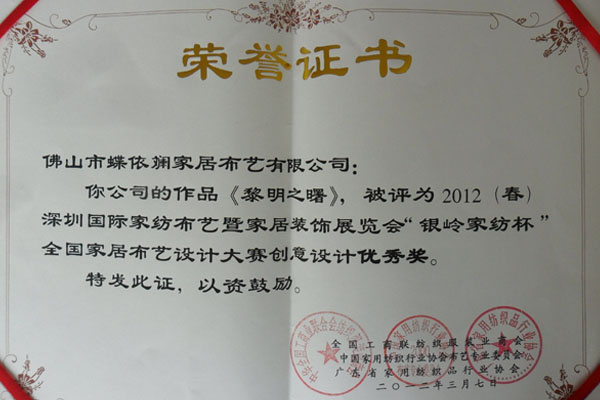 荣誉证书
佛山市蝶依斓家居布艺有限公司：
你公司的作品《黎明之曙》，被评为2012（春）
深圳国际家纺布艺暨家居装饰展览会“银岭家纺杯”
全国家居布艺设计大赛创意设计优秀奖。
特发此证，以资鼓励。
全国工商联纺织服装业商会
中国家用纺织行业协会布艺专业委员会
广东省家用纺织品行业协会
二〇一二年三月七日